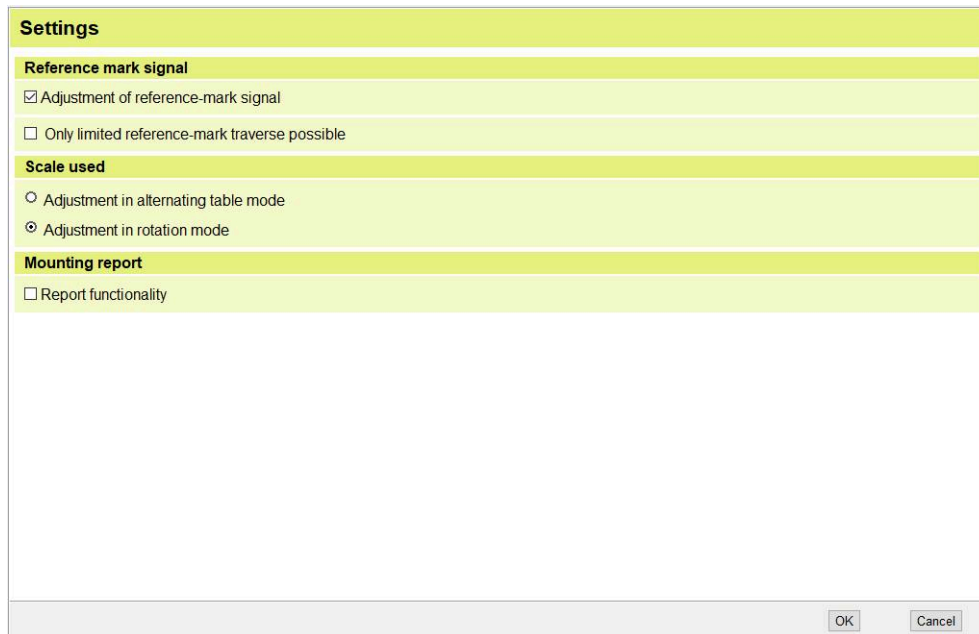 Settings
Reference mark signal
Adjustment of reference-mark signal
Only limited reference-mark traverse possible
Scale used
Adjustment in alternating table mode
Adjustment in rotation mode
Mounting report
Report functionality
OK Cancel